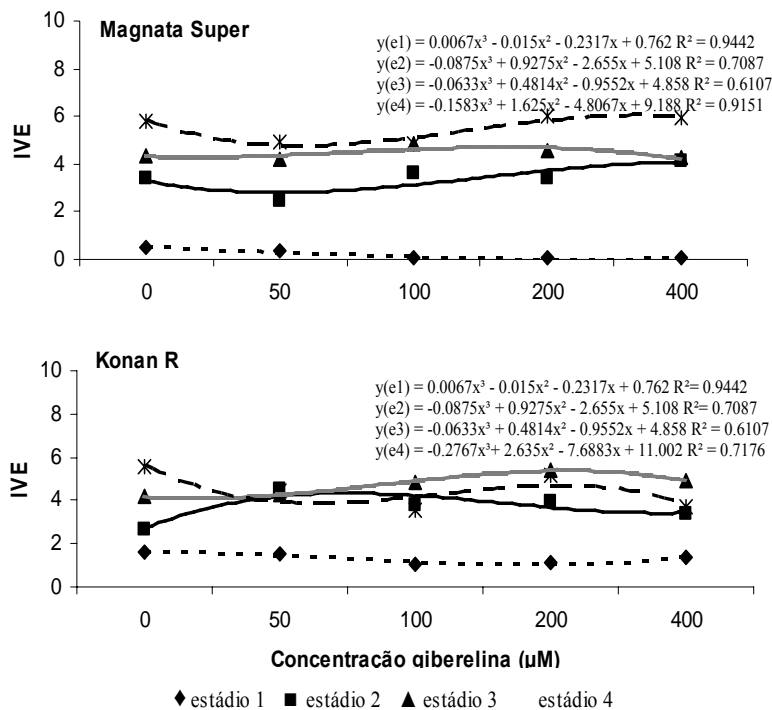 Magnata Super
y(e1) = 0.0067x³ - 0.015x² - 0.2317x + 0.762 R² = 0.9442
y(e2) = -0.0875x³ + 0.9275x² - 2.655x + 5.108 R² = 0.7087
y(e3) = -0.0633x³ + 0.4814x² - 0.9552x + 4.858 R² = 0.6107
y(e4) = -0.1583x³ + 1.625x² - 4.8067x + 9.188 R² = 0.9151
10
8
6
4
2
0
IVE
0 50 100 200 400
Konan R
y(e1) = 0.0067x³ - 0.015x² - 0.2317x + 0.762 R²= 0.9442
y(e2) = -0.0875x³ + 0.9275x² - 2.655x + 5.108 R²= 0.7087
y(e3) = -0.0633x³ + 0.4814x² - 0.9552x + 4.858 R² = 0.6107
y(e4) = -0.2767x³+ 2.635x² - 7.6883x + 11.002 R² = 0.7176
10
8
6
4
2
0
IVE
0 50 100 200 400
Concentração giberelina (µM)
estádio 1 estádio 2 estádio 3 estádio 4